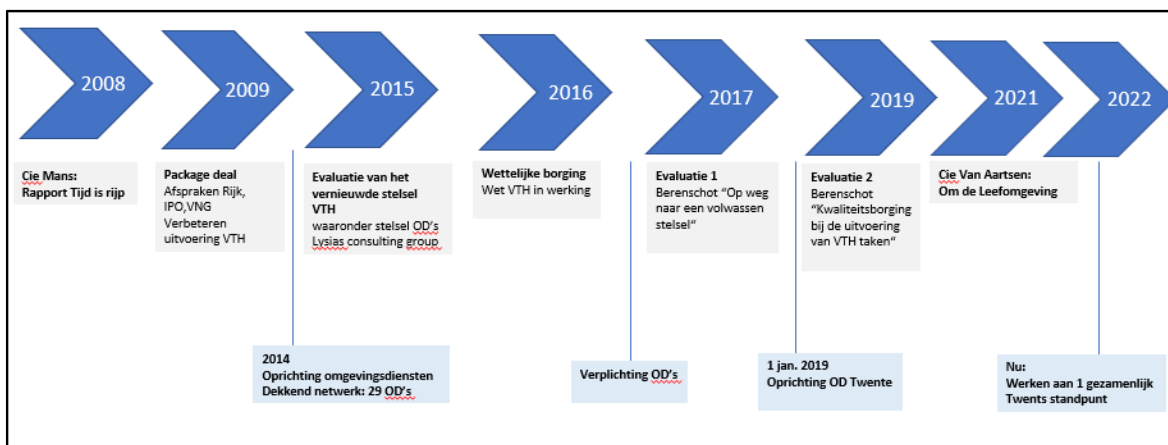 2008
2009
2015
2016
2017
2019
2021
2022
Cie Mans:
Rapport Tijd is rijp
Package deal
Afspraken Rijk,
IPO,VNG
Verbeteren
uitvoering VTH
Evaluatie van het
vernieuwde stelsel
VTH
waaronder stelsel OD's
Lysias consulting group
Wettelijke borging
Wet VTH in werking
Evaluatie 1
Berenschot “Op weg
naar een volwassen
stelsel“
Evaluatie 2
Berenschot
“Kwaliteitsborging
bij de uitvoering
van VTH taken“
Cie Van Aartsen:
Om de Leefomgeving
2014
Oprichting omgevingsdiensten
Dekkend netwerk: 29 OD's
Verplichting OD's
1 jan. 2019
Oprichting OD Twente
Nu:
Werken aan 1 gezamenlijk
Twents standpunt